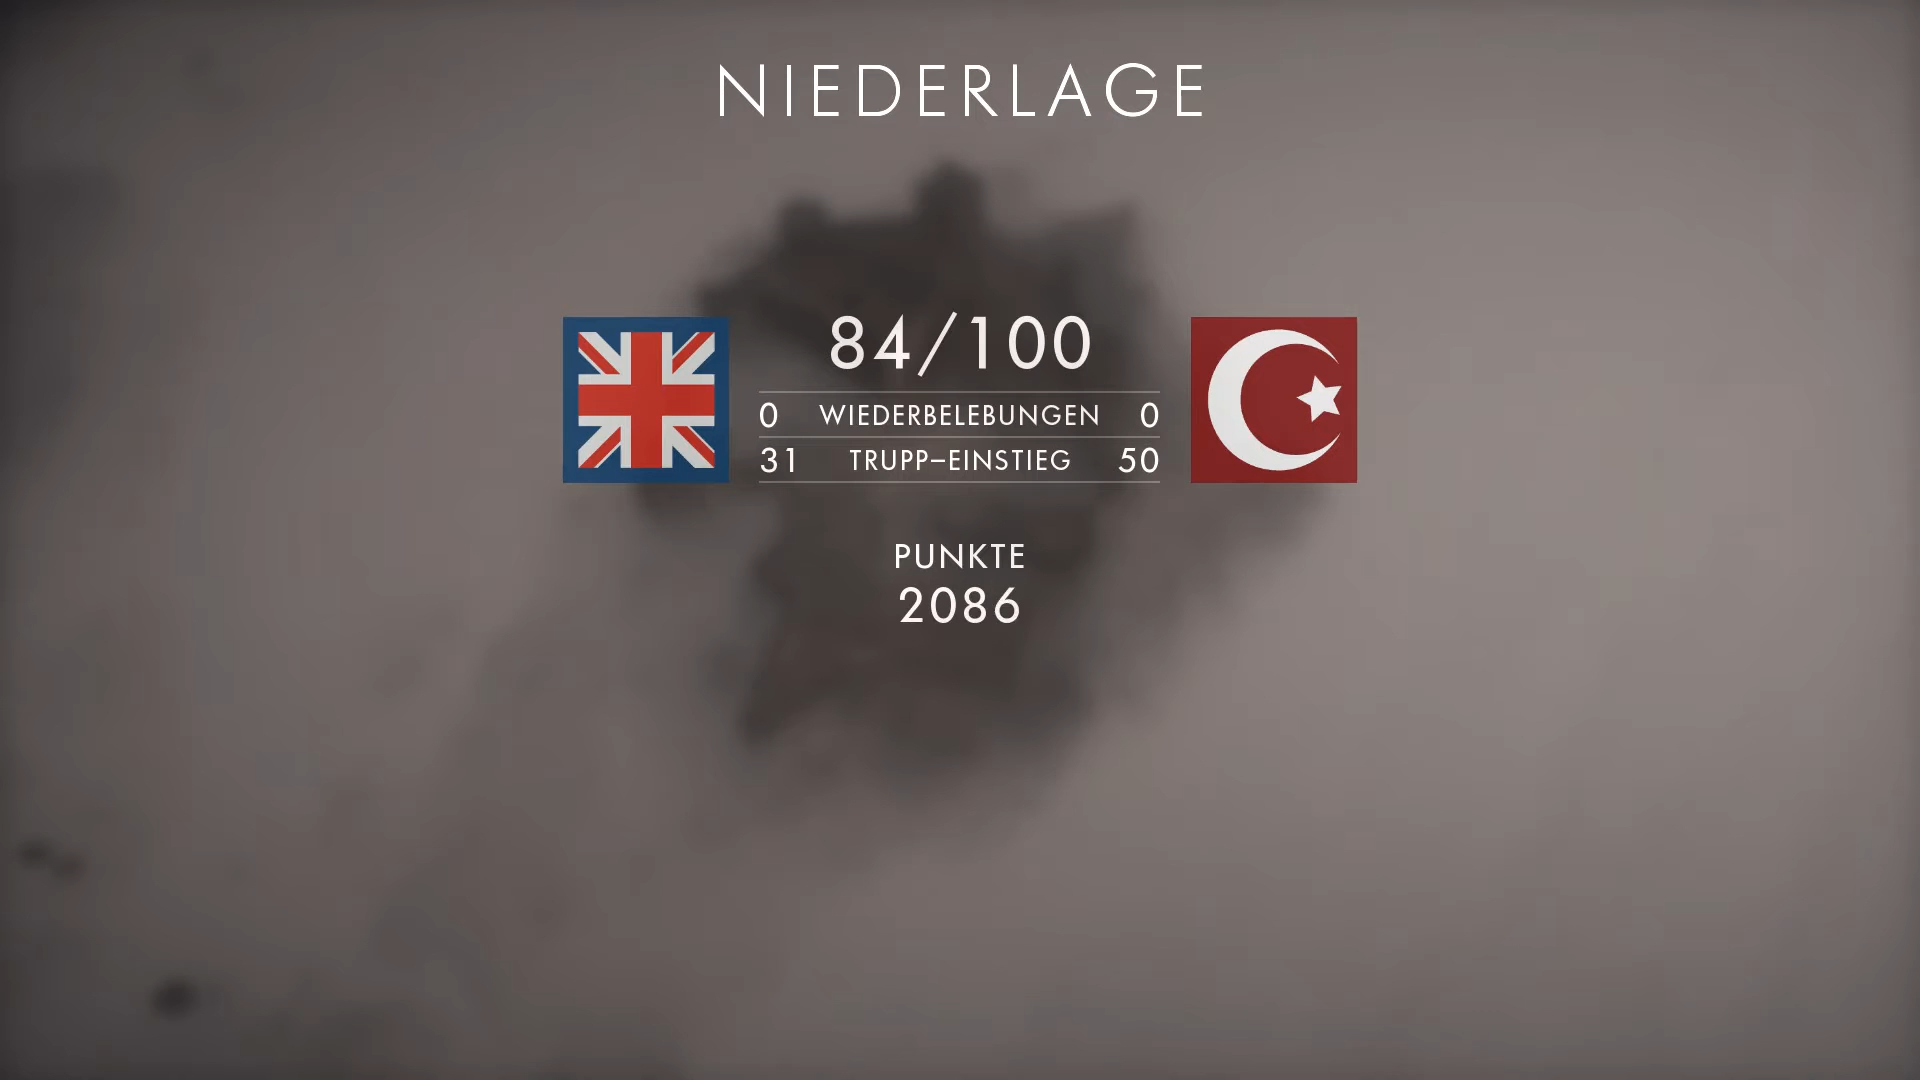 NIEDERLAGE
84/100
0 WIEDERBELEBUNGEN 0
31 TRUPP–EINSTIEG 50
PUNKTE
2086